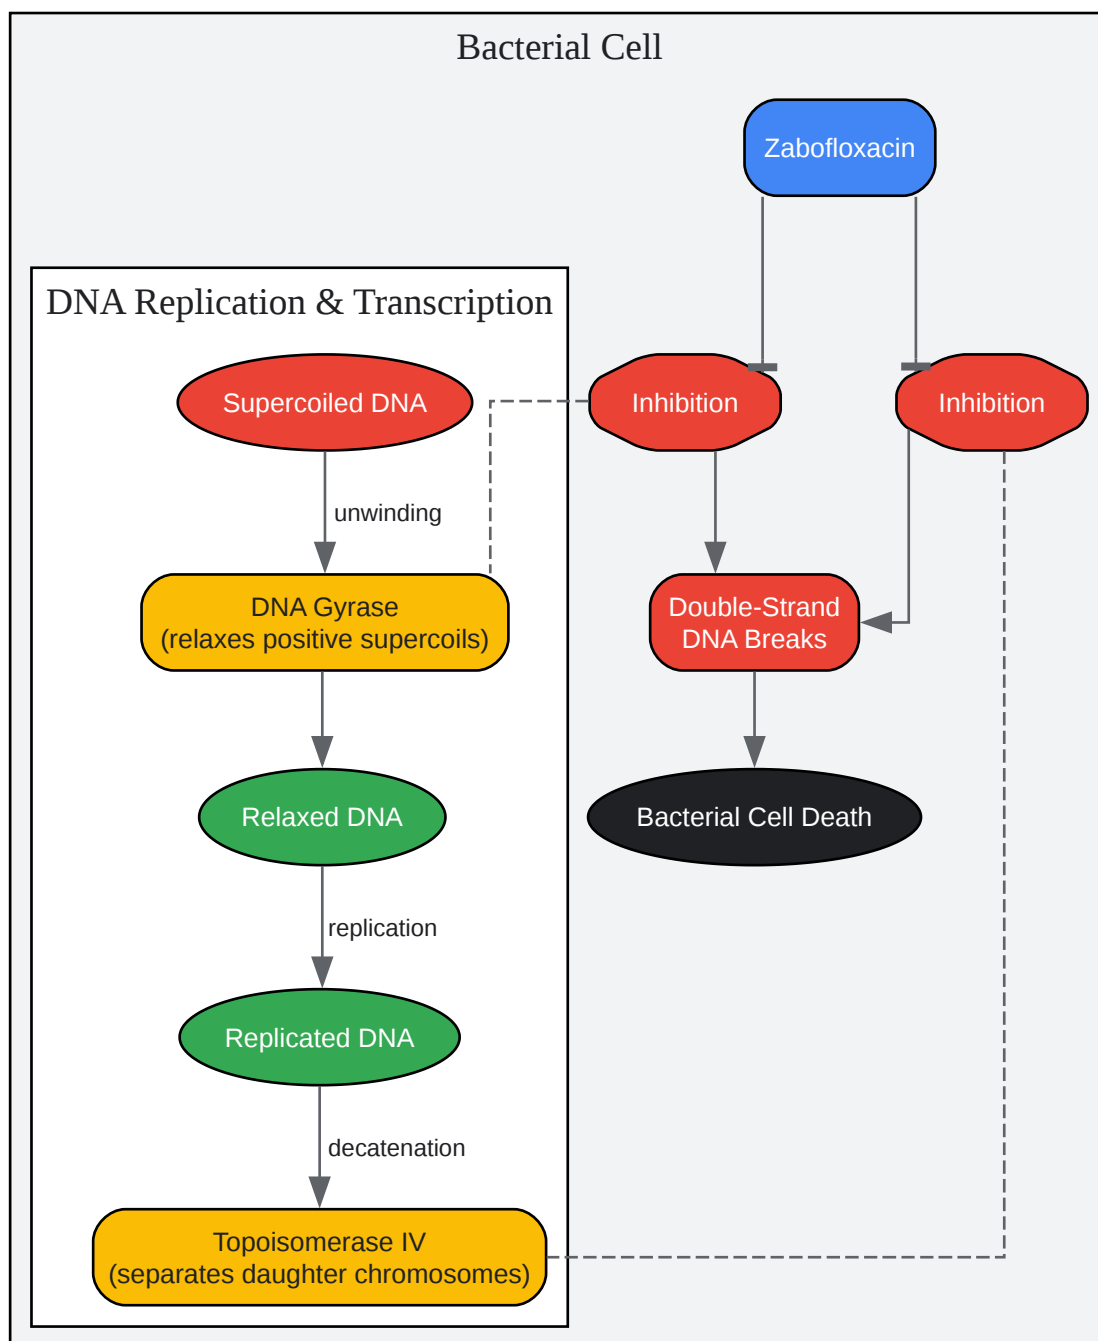 Bacterial Cell
Zabofloxacin
DNA Replication & Transcription
Supercoiled DNA
Inhibition
Inhibition
unwinding
DNA Gyrase
(relaxes positive supercoils)
Double-Strand
DNA Breaks
Relaxed DNA
Bacterial Cell Death
replication
Replicated DNA
decatenation
Topoisomerase IV
(separates daughter chromosomes)